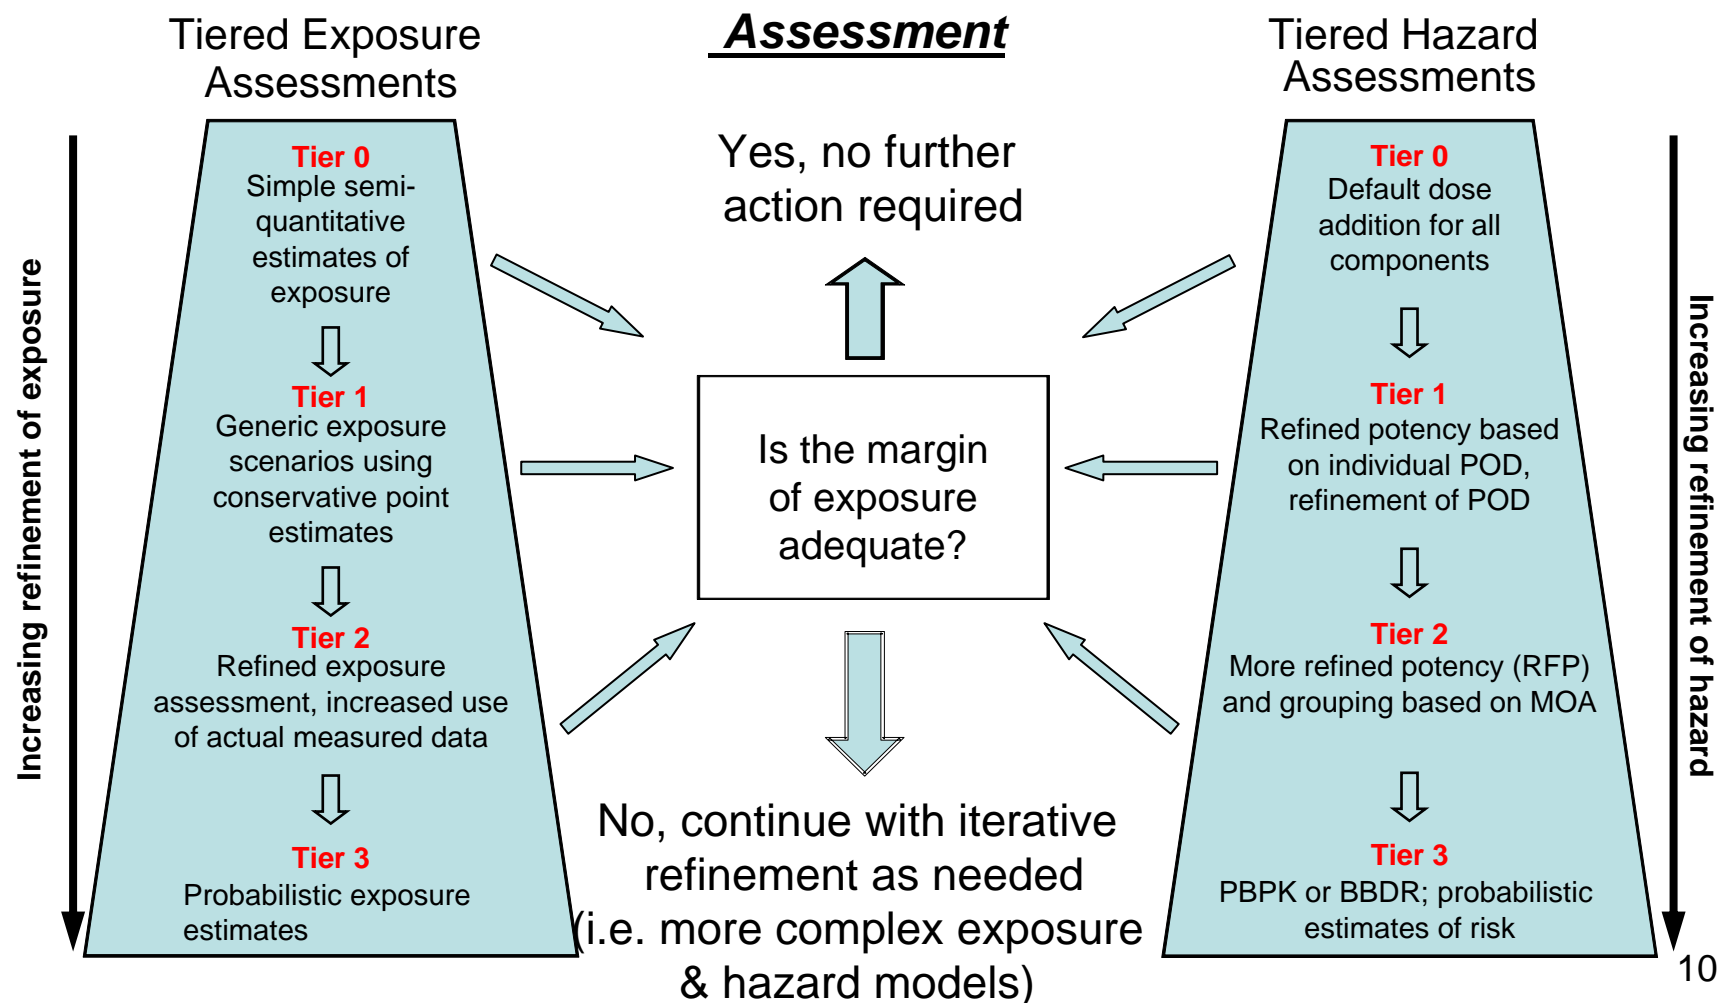 Tiered Exposure
Assessments
Increasing refinement of exposure
Tier 0
Simple semi-
quantitative
estimates of
exposure
Tier 1
Generic exposure
scenarios using
conservative point
estimates
Tier 2
Refined exposure
assessment, increased use
of actual measured data
Tier 3
Probabilistic exposure
estimates
Assessment
Yes, no further
action required
Is the margin
of exposure
adequate?
No, continue with iterative
refinement as needed
(i.e. more complex exposure
& hazard models)
Tiered Hazard
Assessments
Tier 0
Default dose
addition for all
components
Tier 1
Refined potency based
on individual POD,
refinement of POD
Tier 2
More refined potency (RFP)
and grouping based on MOA
Tier 3
PBPK or BBDR; probabilistic
estimates of risk
Increasing refinement of hazard
10